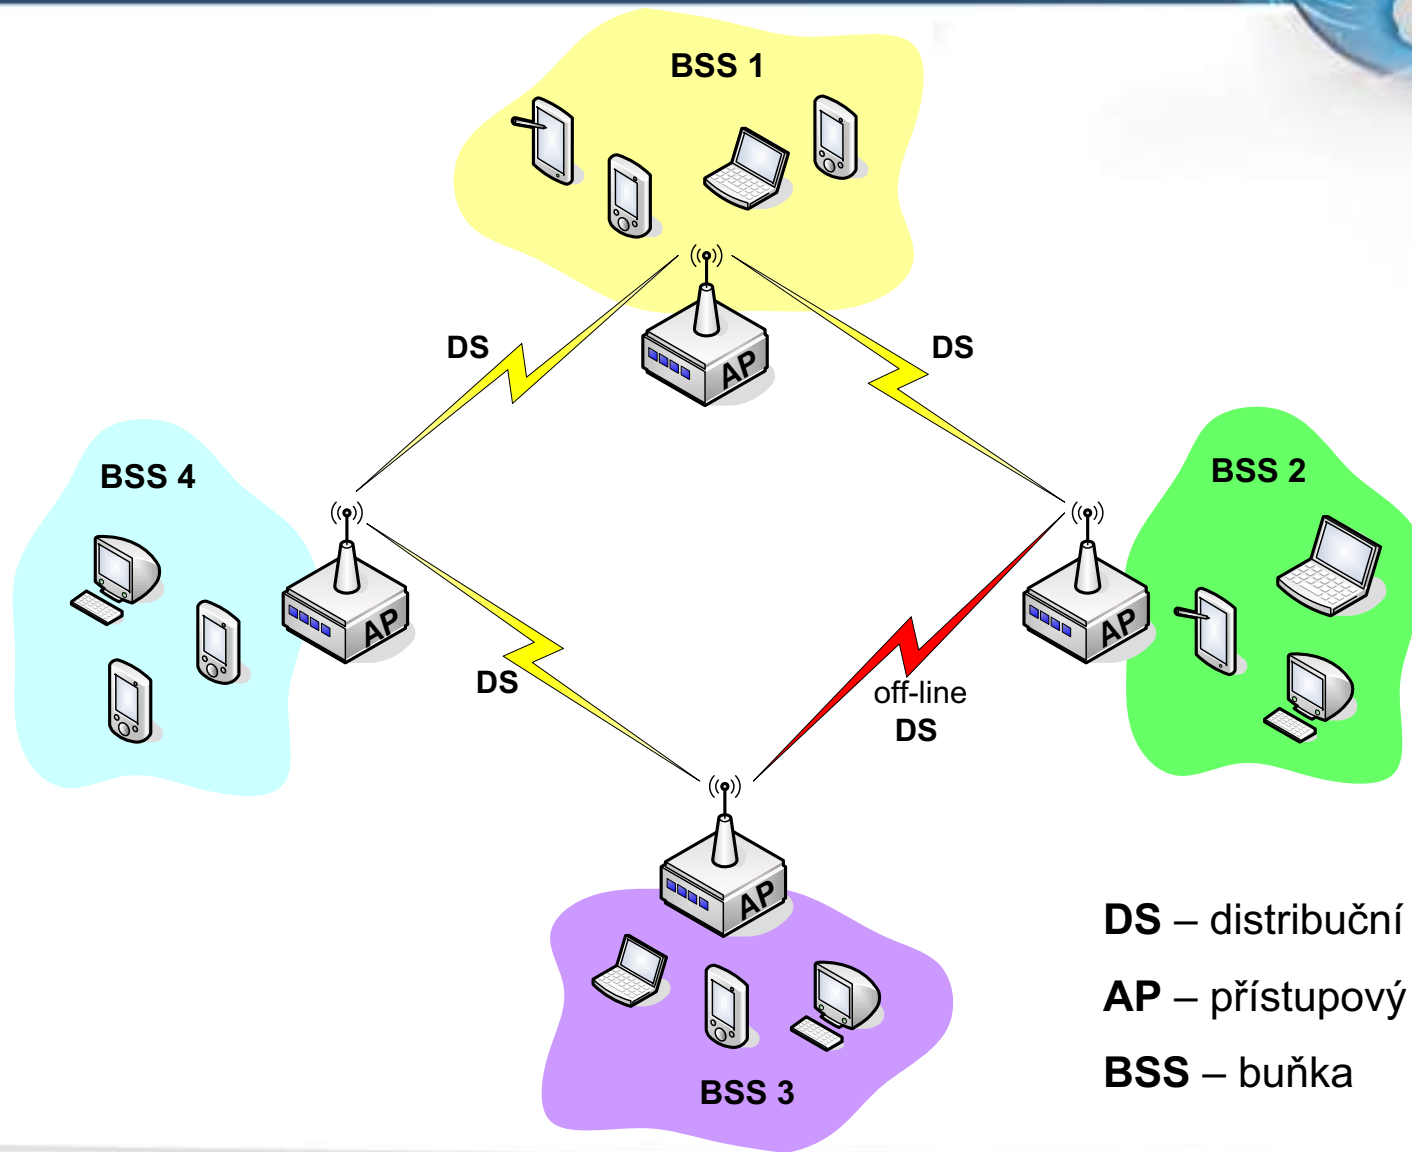 BSS 1
DS
DS
AP
BSS 4
BSS 2
AP
AP
DS
off-line
DS
AP
BSS 3
DS – distribuční
AP – přístupový
BSS – buňka